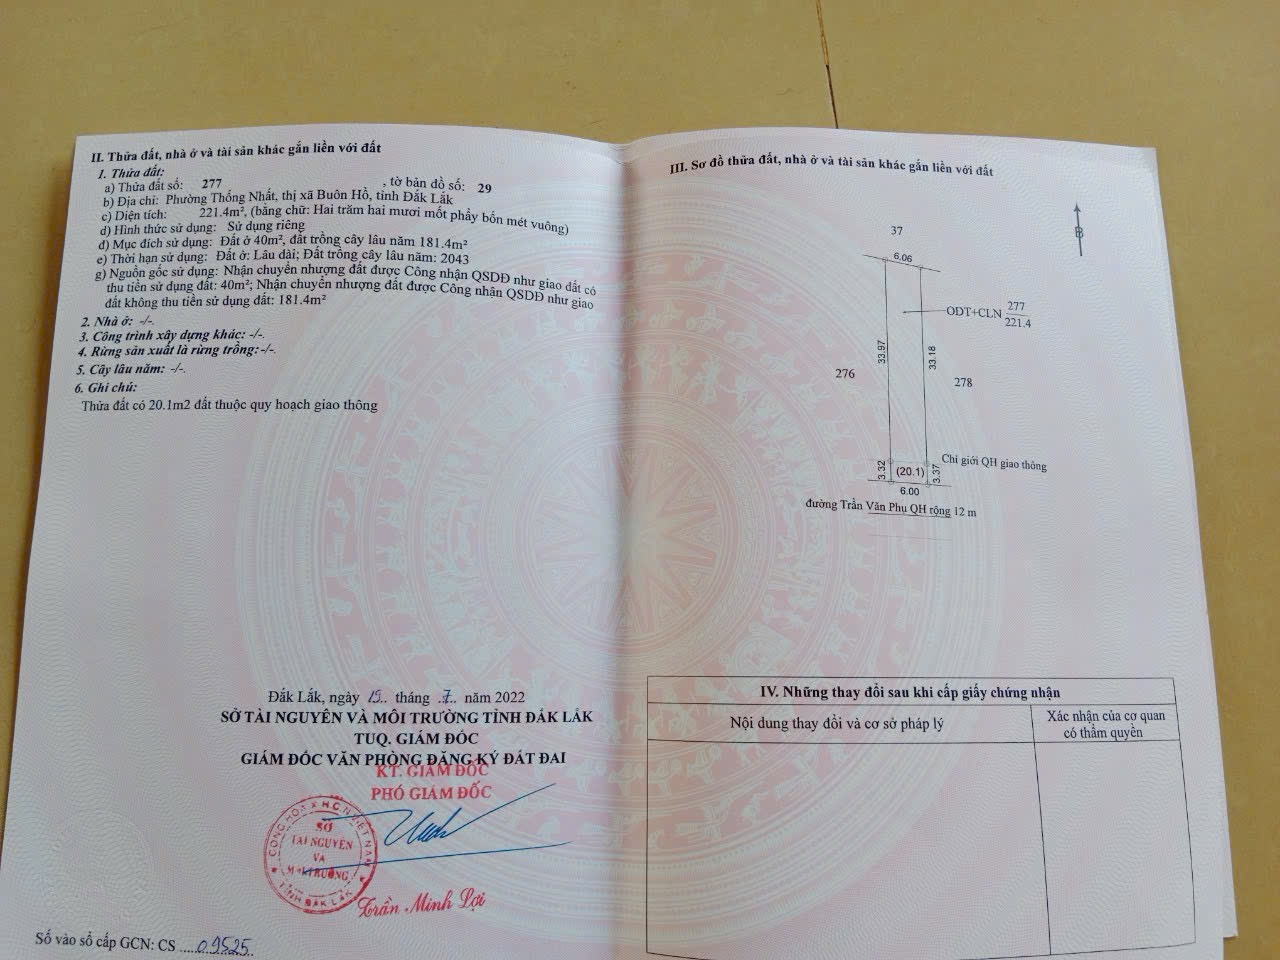 II. Thửa đất, nhà ở và tài sản khác gắn liền với đất
1. Thửa đất:
a) Thửa đất số: 277 , tờ bản đồ số: 29
b) Địa chỉ: Phường Thống Nhất, thị xã Buôn Hồ, tỉnh Đắk Lắk
c) Diện tích: 221.4m², (bằng chữ: Hai trăm hai mươi mốt phẩy bốn mét vuông)
d) Hình thức sử dụng: Sử dụng riêng
đ) Mục đích sử dụng: Đất ở 40m², đất trồng cây lâu năm 181.4m²
e) Thời hạn sử dụng: Đất ở: Lâu dài; Đất trồng cây lâu năm: 2043
g) Nguồn gốc sử dụng: Nhận chuyển nhượng đất được Công nhận QSDĐ như giao đất có
thu tiền sử dụng đất: 40m²; Nhận chuyển nhượng đất được Công nhận QSDĐ như giao
đất không thu tiền sử dụng đất: 181.4m²
2. Nhà ở: -/-.
3. Công trình xây dựng khác: -/-.
4. Rừng sản xuất là rừng trồng:-/-.
5. Cây lâu năm: -/-.
6. Ghi chú:
Thửa đất có 20.1m2 đất thuộc quy hoạch giao thông
Đắk Lắk, ngày 15.. tháng .7. năm 2022
SỞ TÀI NGUYÊN VÀ MÔI TRƯỜNG TỈNH ĐẮK LẮK
TUQ. GIÁM ĐỐC
GIÁM ĐỐC VĂN PHÒNG ĐĂNG KÝ ĐẤT ĐAI
KT. GIÁM ĐỐC
PHÓ GIÁM ĐỐC
CỘNG HÒA X.H.C.N VIỆT NAM
SỞ
TÀI NGUYÊN
VÀ
MÔI TRƯỜNG
TỈNH ĐẮK LẮK
Trần Minh Lợi
Số vào sổ cấp GCN: CS .....09525.
III. Sơ đồ thửa đất, nhà ở và tài sản khác gắn liền với đất
B
37
6.06
ODT+CLN 277
221.4
33.97
33.18
276
278
3.32
(20.1)
3.37
Chỉ giới QH giao thông
6.00
đường Trần Văn Phụ QH rộng 12 m
IV. Những thay đổi sau khi cấp giấy chứng nhận
Nội dung thay đổi và cơ sở pháp lý
Xác nhận của cơ quan
có thẩm quyền